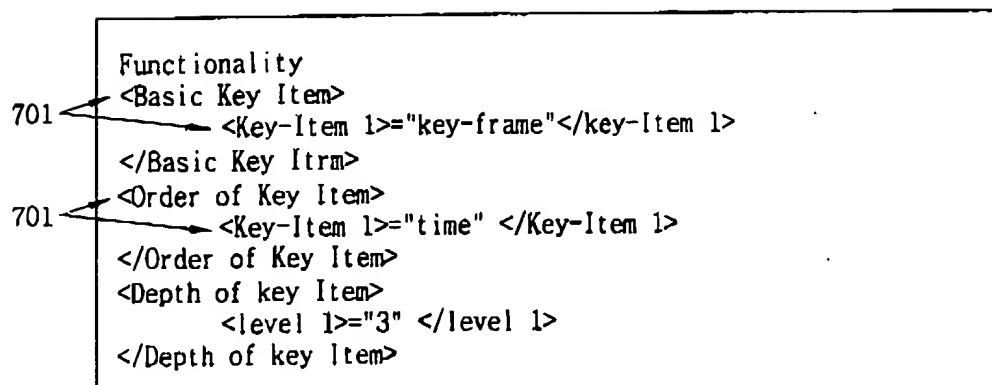 Functionality
<Basic Key Item>
701
<Key-Item 1>="key-frame"</key-Item 1>
</Basic Key Itrm>
<Order of Key Item>
701
<Key-Item 1>="time" </Key-Item 1>
</Order of Key Item>
<Depth of key Item>
<level 1>="3" </level 1>
</Depth of key Item>